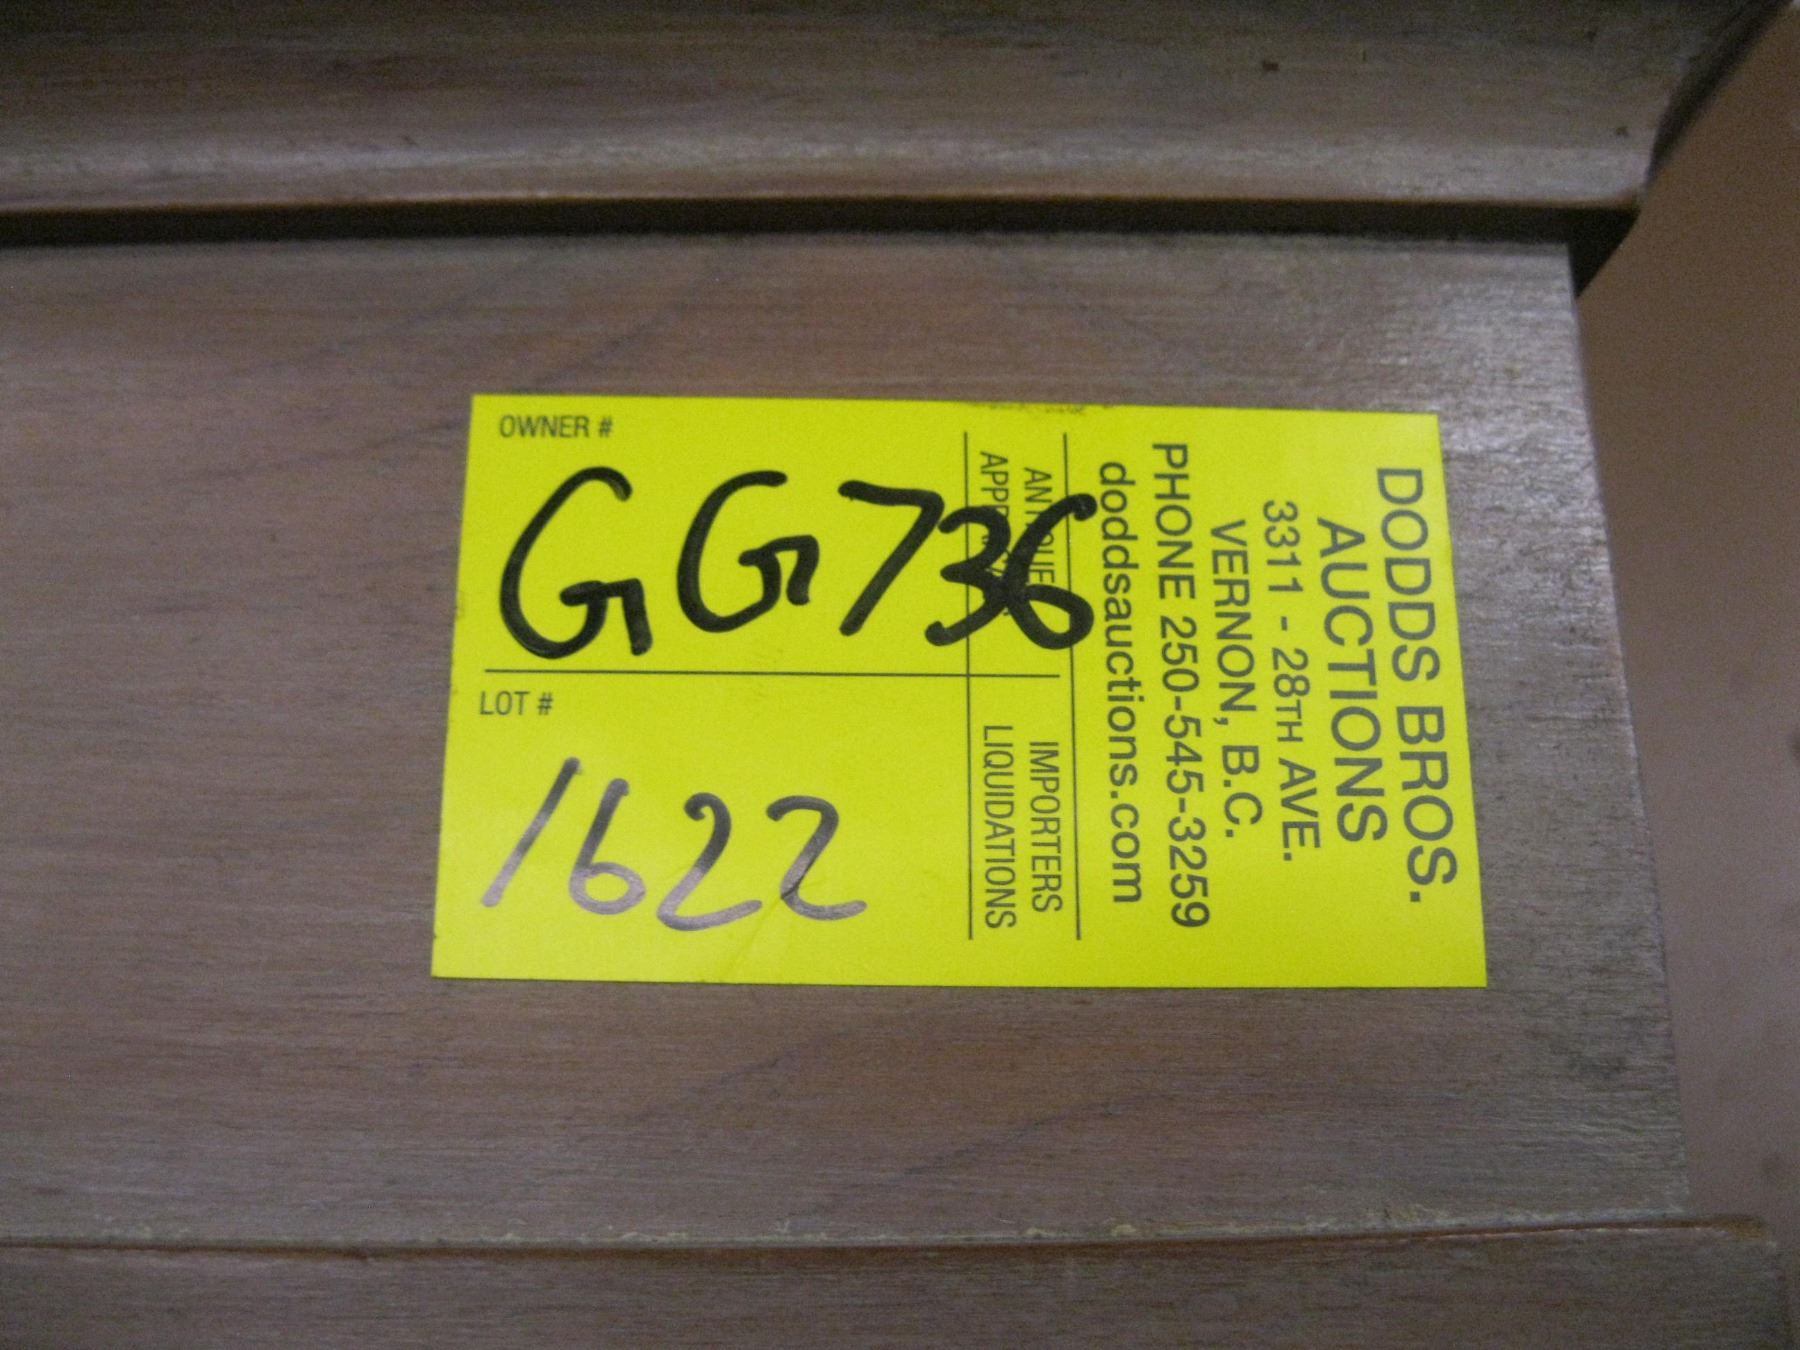 OWNER #
GG736
LOT #
1622
DODDS BROS.
AUCTIONS
3311 - 28TH AVE.
VERNON, B.C.
PHONE 250-545-3259
doddsauctions.com
IMPORTERS
LIQUIDATIONS